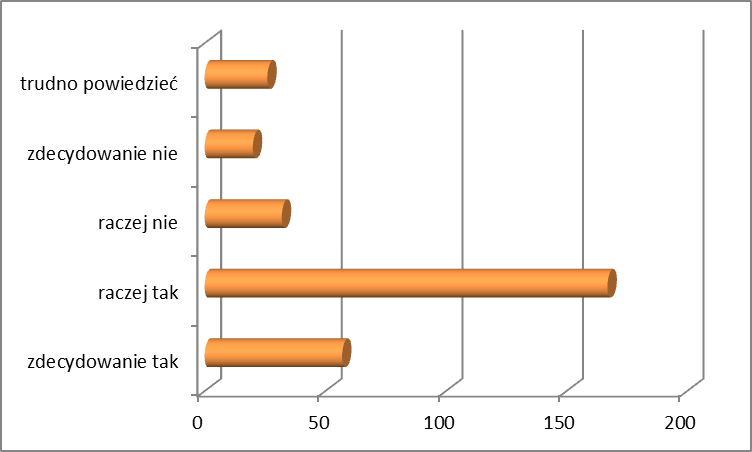 trudno powiedzieć
zdecydowanie nie
raczej nie
raczej tak
zdecydowanie tak
0 50 100 150 200